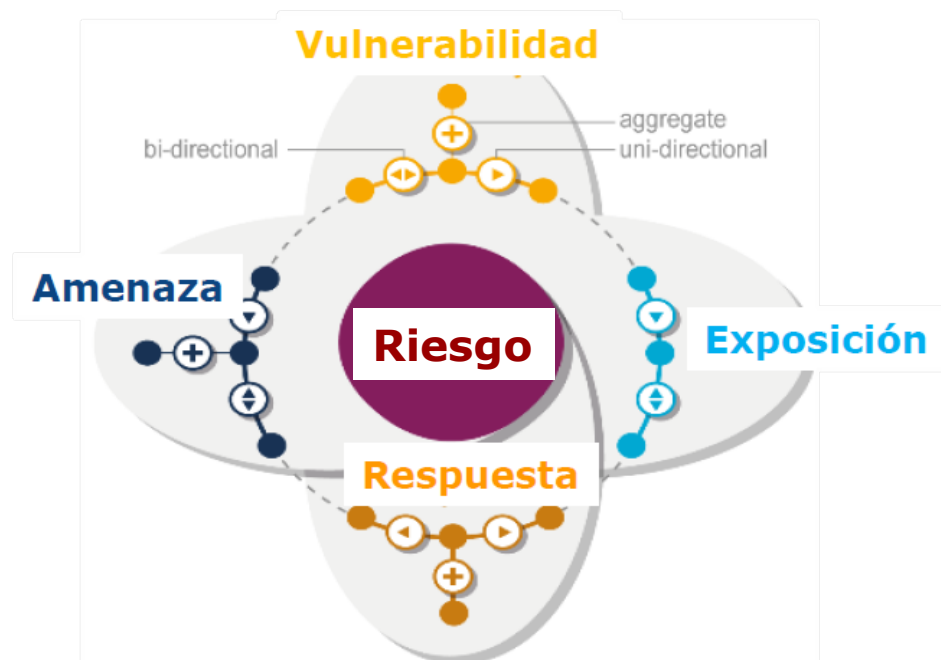 Vulnerabilidad
aggregate
bi-directional
uni-directional
Amenaza
Riesgo
Exposición
Respuesta